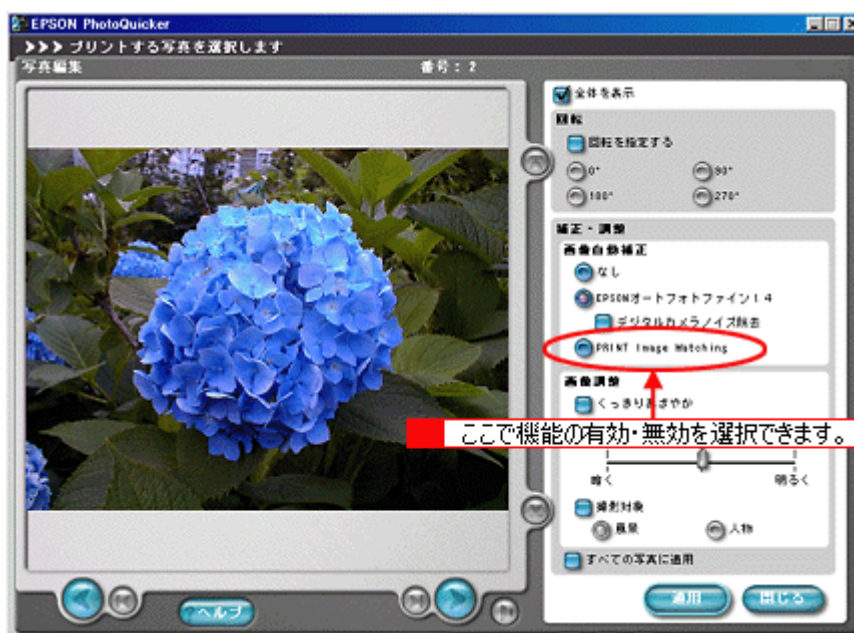 EPSON PhotoQuicker
>>> プリントする写真を選択します
写真編集
番号：2
全体を表示
回転
回転を指定する
0°
90°
180°
270°
補正・調整
画像自動補正
なし
EPSONオートフォトファイン!4
デジタルカメラノイズ除去
PRINT Image Matching
画像調整
くっきりあざやか
ここで機能の有効・無効を選択できます。
暗く
明るく
撮影対象
風景
人物
すべての写真に適用
適用
閉じる
?ヘルプ